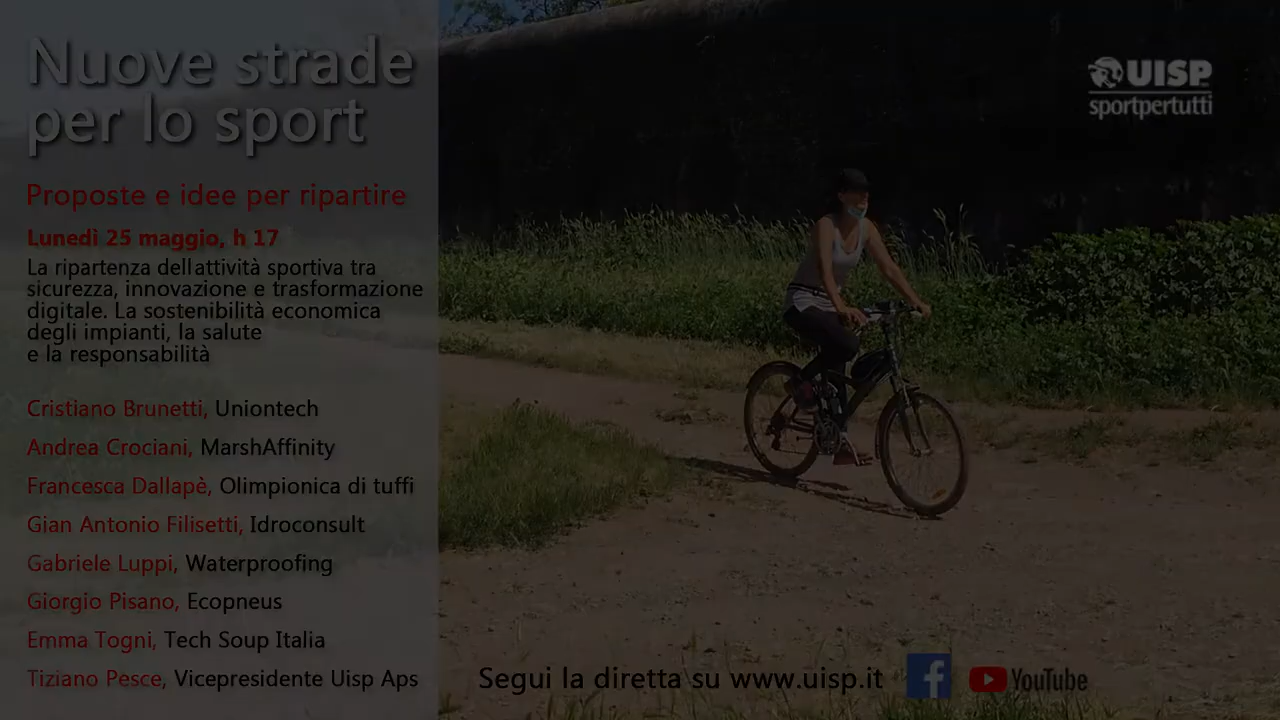 Nuove strade
per lo sport
Proposte e idee per ripartire
Lunedì 25 maggio, h 17
La ripartenza dell attività sportiva tra
sicurezza, innovazione e trasformazione
digitale. La sostenibilità economica
degli impianti, la salute
e la responsabilità
Cristiano Brunetti, Uniontech
Andrea Crociani, MarshAffinity
Francesca Dallapè, Olimpionica di tuffi
Gian Antonio Filisetti, Idroconsult
Gabriele Luppi, Waterproofing
Giorgio Pisano, Ecopneus
Emma Togni, Tech Soup Italia
Tiziano Pesce, Vicepresidente Uisp Aps
UISP
sportpertutti
Segui la diretta su www.uisp.it
YouTube